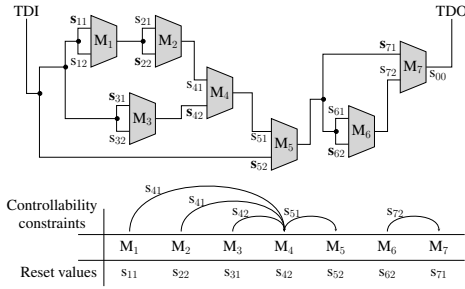 TDI TDO
s11 s21 s71
M1 M2 M7
s12 s22 s72 s00
s41 s61
s31 M4 M6
M3 s42 s62
s32 s51
M5
s52
s41
Controllability s41 s42 s51 s72
constraints
M1 M2 M3 M4 M5 M6 M7
Reset values s11 s22 s31 s42 s52 s62 s71